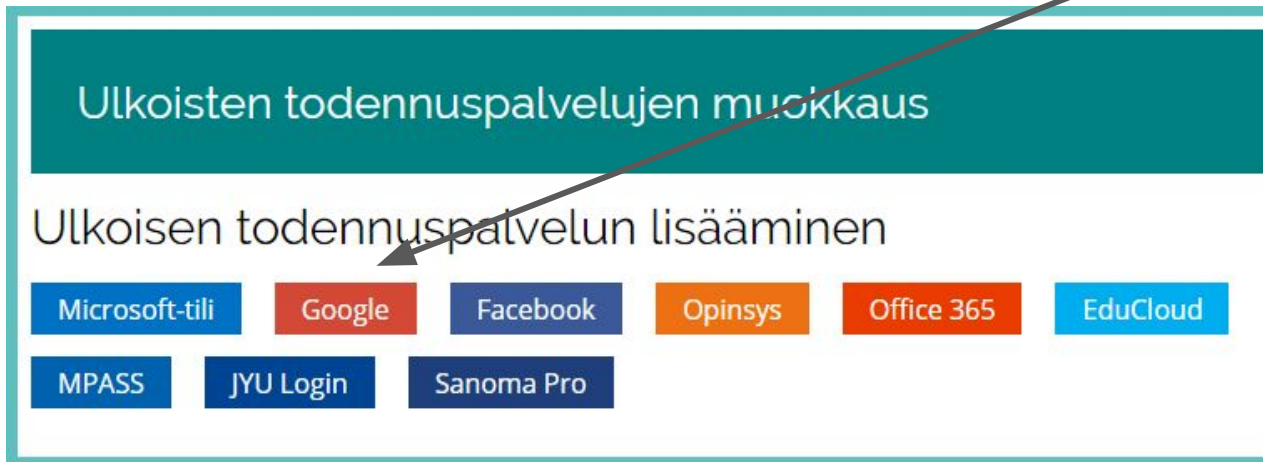 Ulkoisten todennuspalvelujen muokkaus
Ulkoisen todennuspalvelun lisääminen
Microsoft-tili Google Facebook Opinsys Office 365 EduCloud
MPASS JYU Login Sanoma Pro